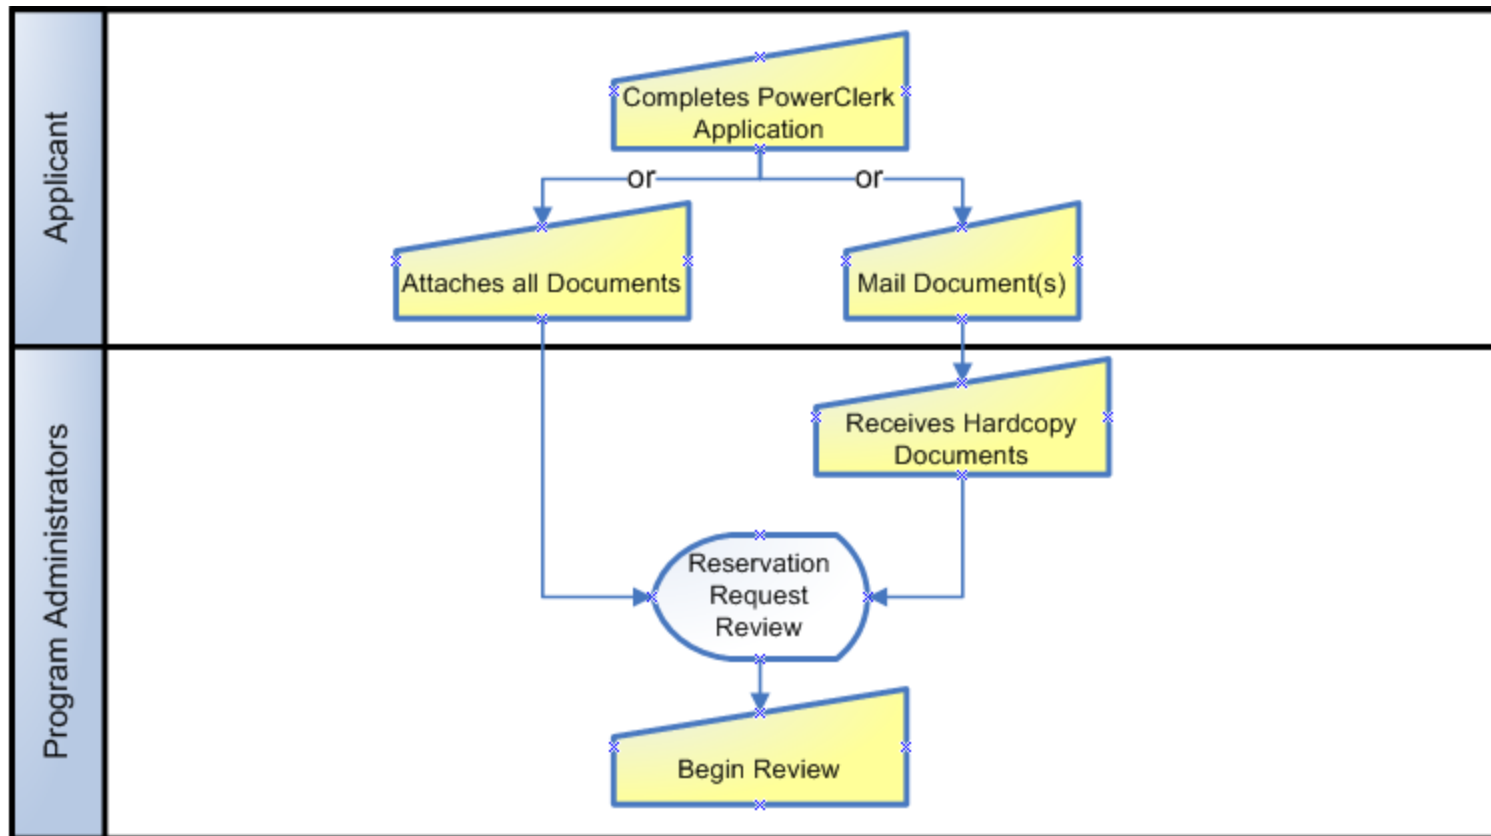 Applicant
Completes PowerClerk
Application
or
or
Attaches all Documents
Mail Document(s)
Program Administrators
Receives Hardcopy
Documents
Reservation
Request
Review
Begin Review